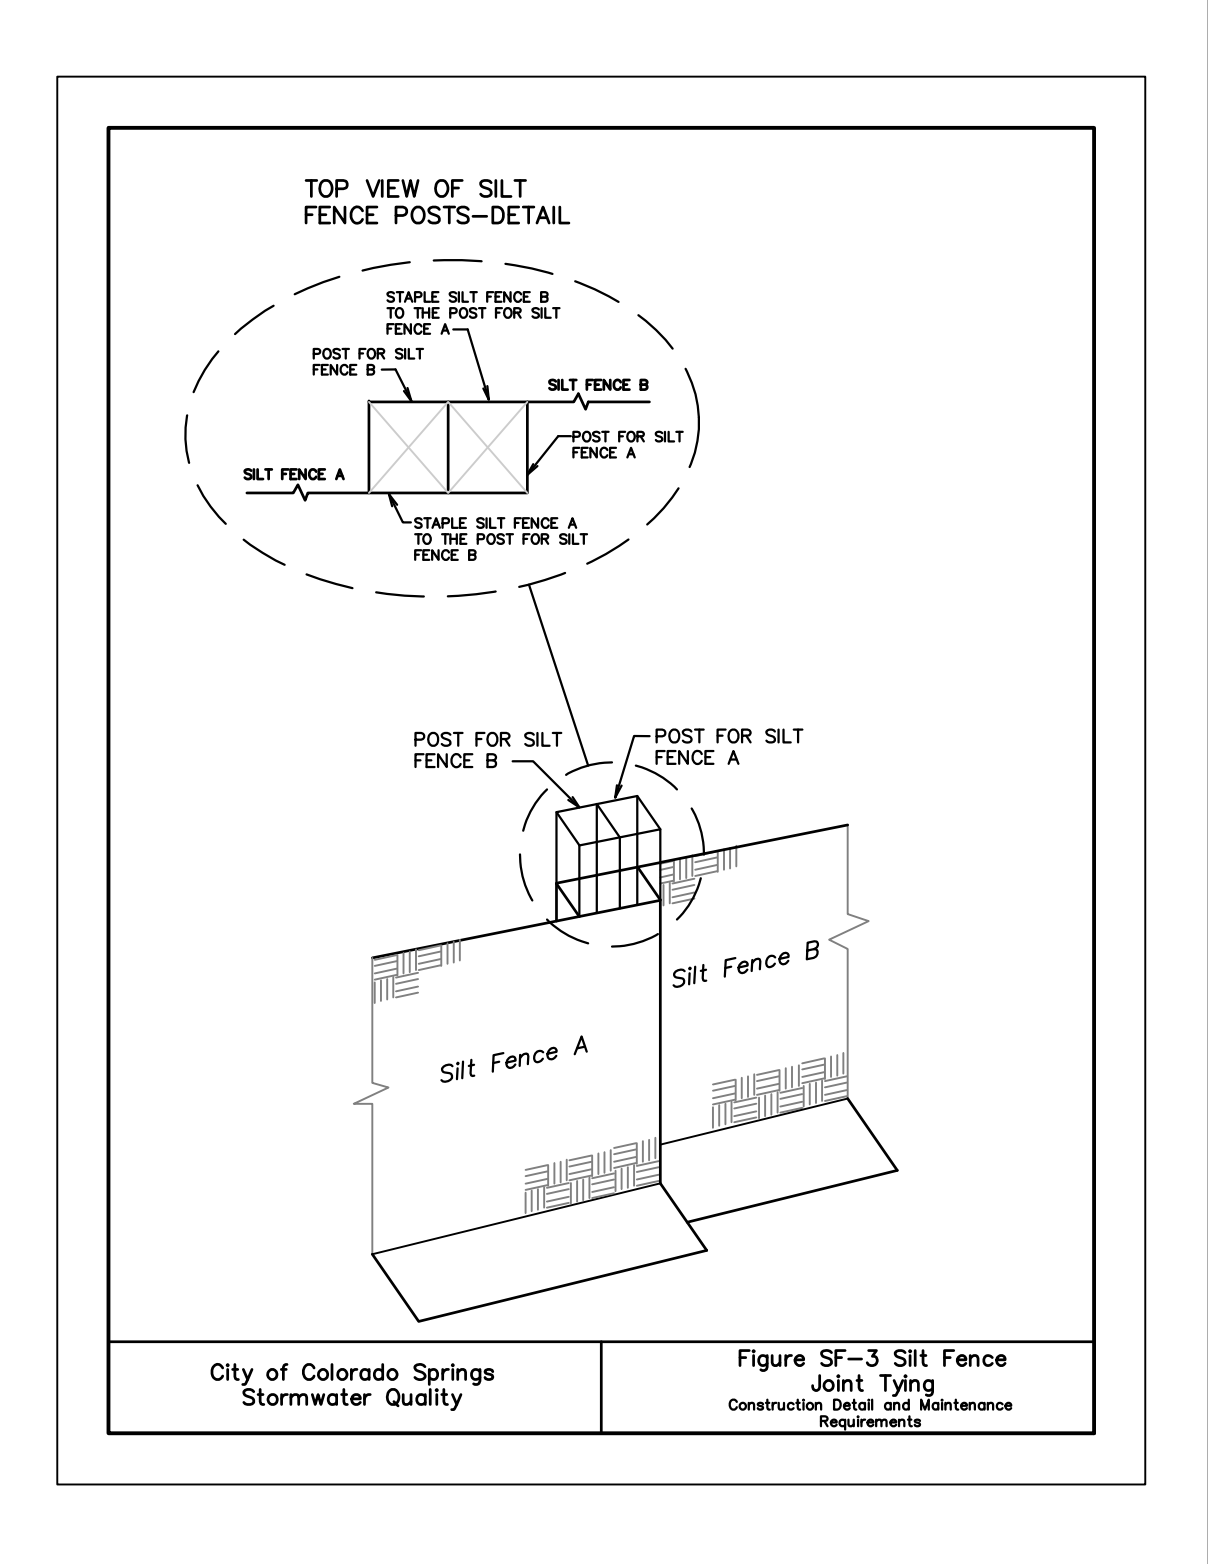 TOP VIEW OF SILT
FENCE POSTS-DETAIL
STAPLE SILT FENCE B
TO THE POST FOR SILT
FENCE A
POST FOR SILT
FENCE B
SILT FENCE B
POST FOR SILT
FENCE A
SILT FENCE A
STAPLE SILT FENCE A
TO THE POST FOR SILT
FENCE B
POST FOR SILT
FENCE B
POST FOR SILT
FENCE A
Silt Fence B
Silt Fence A
City of Colorado Springs
Stormwater Quality
Figure SF-3 Silt Fence
Joint Tying
Construction Detail and Maintenance
Requirements